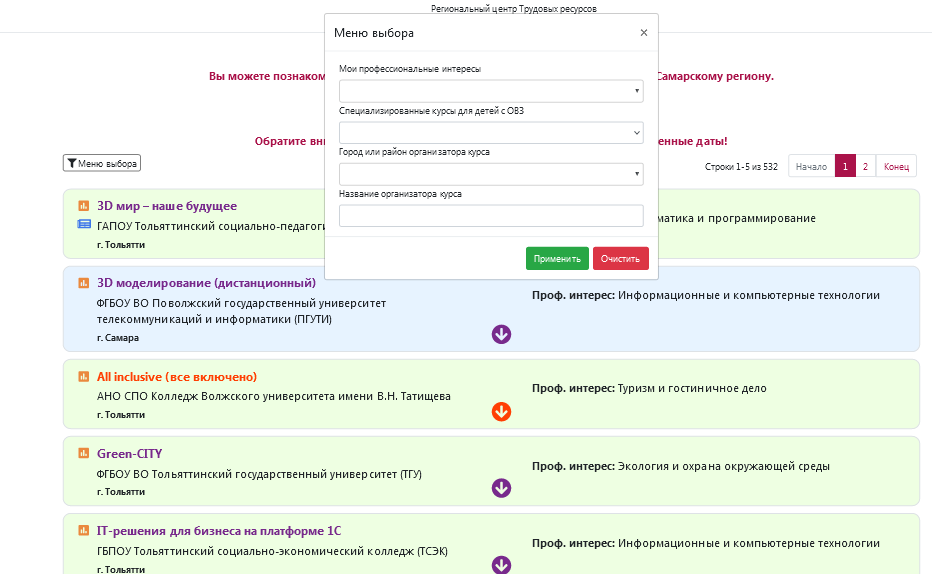 Региональный центр Трудовых ресурсов
Меню выбора ×
Мои профессиональные интересы
Специализированные курсы для детей с ОВЗ
Город или район организатора курса
Название организатора курса
Применить Очистить
Вы можете познаком Самарскому региону.
Обратите вн енные даты!
Меню выбора
Строки 1-5 из 532 Начало 1 2 Конец
3D мир – наше будущее
ГАПОУ Тольяттинский социально-педагоги
г. Тольятти
матика и программирование
3D моделирование (дистанционный)
ФГБОУ ВО Поволжский государственный университет
телекоммуникаций и информатики (ПГУТИ)
г. Самара
Проф. интерес: Информационные и компьютерные технологии
All inclusive (все включено)
АНО СПО Колледж Волжского университета имени В.Н. Татищева
г. Тольятти
Проф. интерес: Туризм и гостиничное дело
Green-CITY
ФГБОУ ВО Тольяттинский государственный университет (ТГУ)
г. Тольятти
Проф. интерес: Экология и охрана окружающей среды
IT-решения для бизнеса на платформе 1С
ГБПОУ Тольяттинский социально-экономический колледж (ТСЭК)
г. Тольятти
Проф. интерес: Информационные и компьютерные технологии